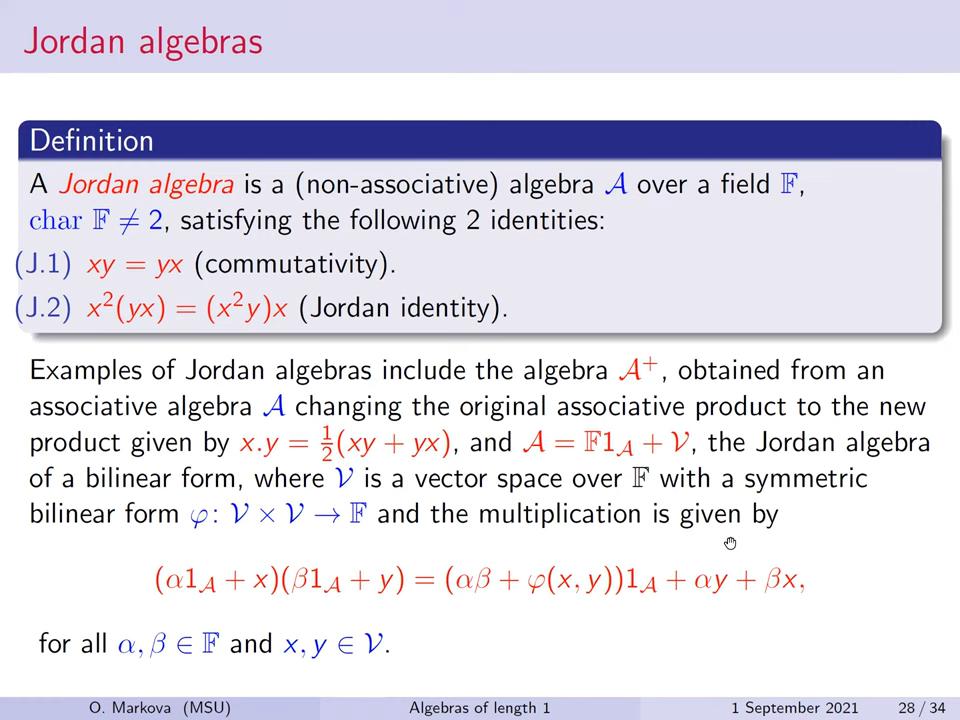 Jordan algebras
Definition
A Jordan algebra is a (non-associative) algebra 𝒜 over a field 𝔽,
char 𝔽 ≠ 2, satisfying the following 2 identities:
(J.1) xy = yx (commutativity).
(J.2) x²(yx) = (x²y)x (Jordan identity).
Examples of Jordan algebras include the algebra 𝒜⁺, obtained from an
associative algebra 𝒜 changing the original associative product to the new
product given by x.y = ½(xy + yx), and 𝒜 = 𝔽1_𝒜 + 𝒱, the Jordan algebra
of a bilinear form, where 𝒱 is a vector space over 𝔽 with a symmetric
bilinear form φ: 𝒱 × 𝒱 → 𝔽 and the multiplication is given by
(α1_𝒜 + x)(β1_𝒜 + y) = (αβ + φ(x, y))1_𝒜 + αy + βx,
for all α, β ∈ 𝔽 and x, y ∈ 𝒱.
O. Markova (MSU) Algebras of length 1 1 September 2021 28 / 34